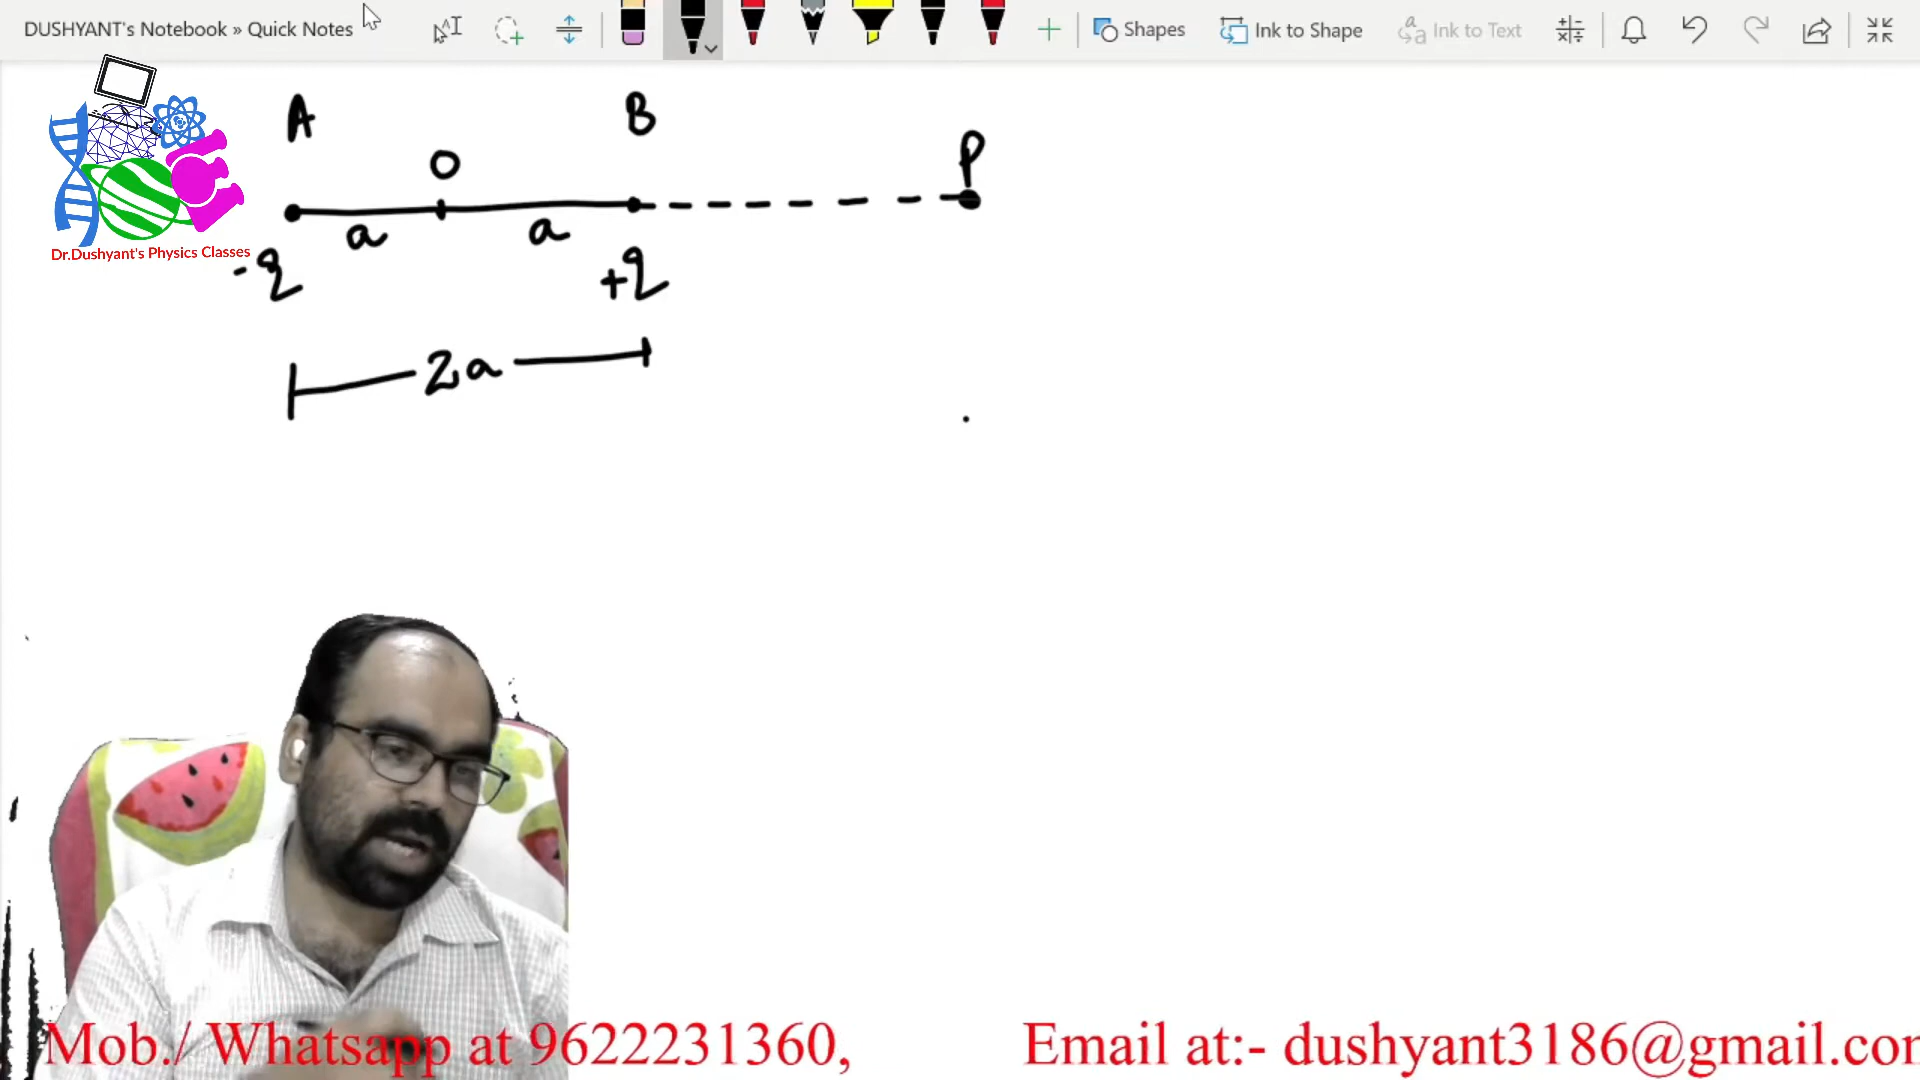 DUSHYANT's Notebook » Quick Notes
Shapes
Ink to Shape
Ink to Text
A B
O P
a a
-q +q
2a
Dr.Dushyant's Physics Classes
Mob./ Whatsapp at 9622231360, Email at:- dushyant3186@gmail.co